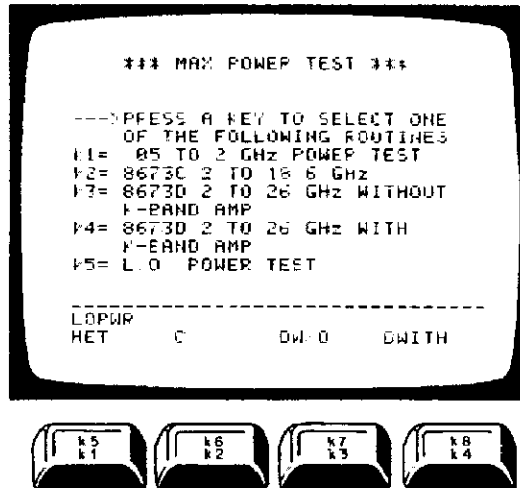 *** MAX POWER TEST ***
--->PRESS A KEY TO SELECT ONE
OF THE FOLLOWING ROUTINES
k1= .05 TO 2 GHz POWER TEST
k2= 8673C 2 TO 18.6 GHz
k3= 8673D 2 TO 26 GHz WITHOUT
K-BAND AMP
k4= 8673D 2 TO 26 GHz WITH
K-BAND AMP
k5= L.O. POWER TEST
LOPWR
HET C DW/O DWITH
k5 k6 k7 k8
k1 k2 k3 k4